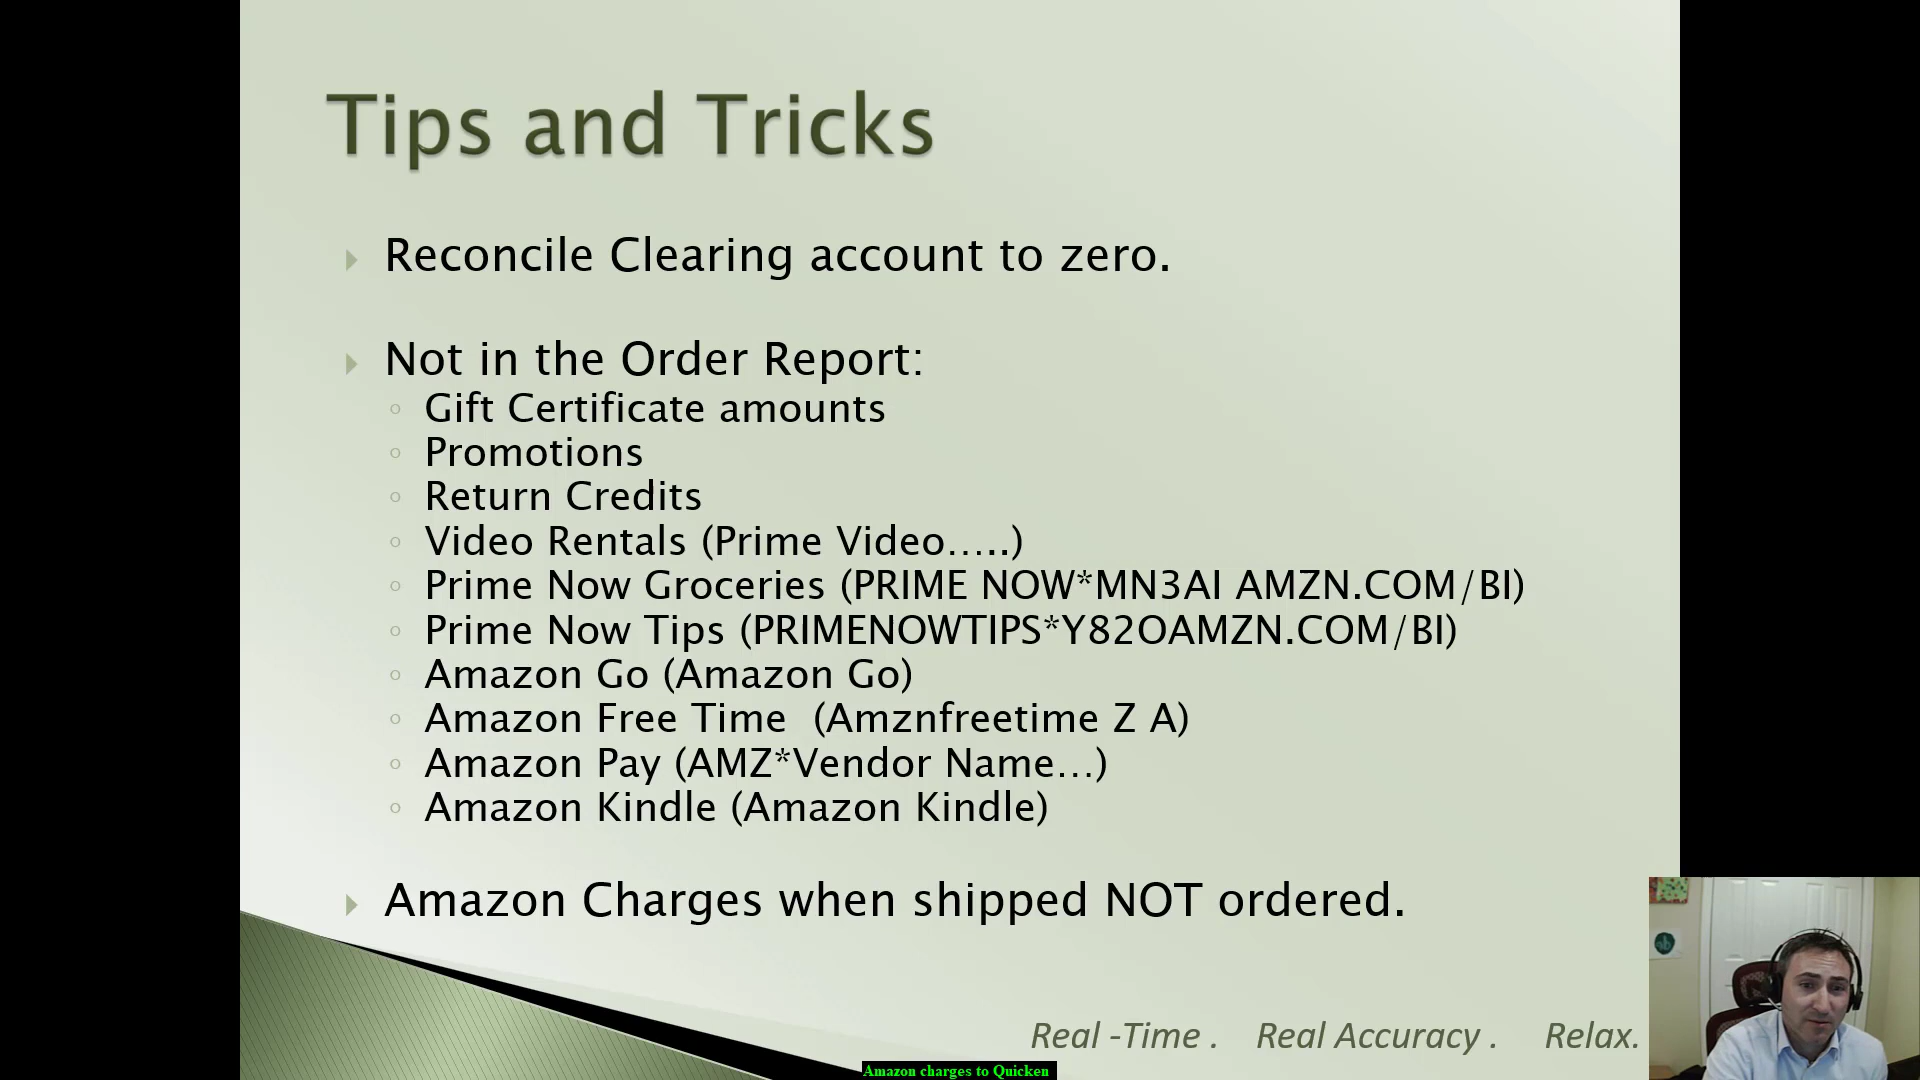 Tips and Tricks
Reconcile Clearing account to zero.
Not in the Order Report:
Gift Certificate amounts
Promotions
Return Credits
Video Rentals (Prime Video…..)
Prime Now Groceries (PRIME NOW*MN3AI AMZN.COM/BI)
Prime Now Tips (PRIMENOWTIPS*Y82OAMZN.COM/BI)
Amazon Go (Amazon Go)
Amazon Free Time  (Amznfreetime Z A)
Amazon Pay (AMZ*Vendor Name…)
Amazon Kindle (Amazon Kindle)
Amazon Charges when shipped NOT ordered.
Real -Time .    Real Accuracy .    Relax.
Amazon charges to Quicken